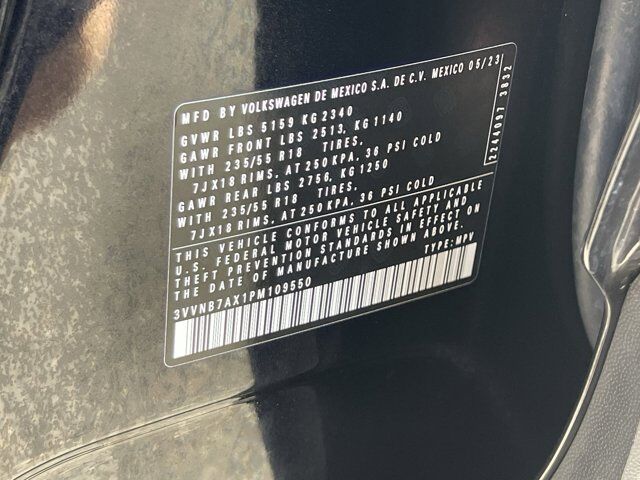 MFD BY VOLKSWAGEN DE MEXICO S.A. DE C.V. MEXICO 05/23
GVWR LBS 5159 KG 2340
GAWR FRONT LBS 2513, KG 1140
WITH 235/55 R18 TIRES.
7JX18 RIMS, AT 250 KPA, 36 PSI COLD
GAWR REAR LBS 2756, KG 1250
WITH 235/55 R18 TIRES.
7JX18 RIMS, AT 250 KPA, 36 PSI COLD
THIS VEHICLE CONFORMS TO ALL APPLICABLE
U.S. FEDERAL MOTOR VEHICLE SAFETY AND
THEFT PREVENTION STANDARDS IN EFFECT ON
THE DATE OF MANUFACTURE SHOWN ABOVE.
TYPE: MPV
3VVNB7AX1PM109550
2244097 3832